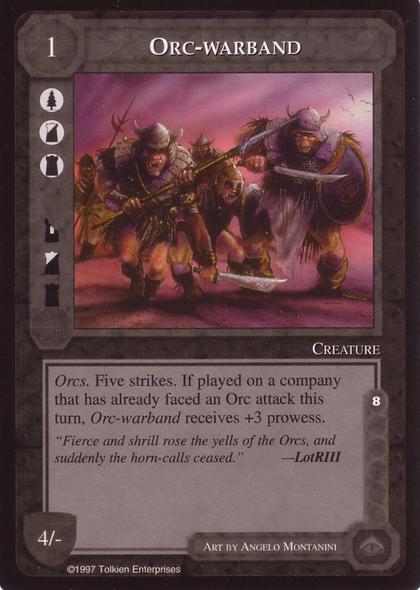 1
ORC-WARBAND
CREATURE
Orcs. Five strikes. If played on a company
that has already faced an Orc attack this
turn, Orc-warband receives +3 prowess.
8
“Fierce and shrill rose the yells of the Orcs, and
suddenly the horn-calls ceased.” —LotRIII
4/-
ART BY ANGELO MONTANINI
©1997 Tolkien Enterprises